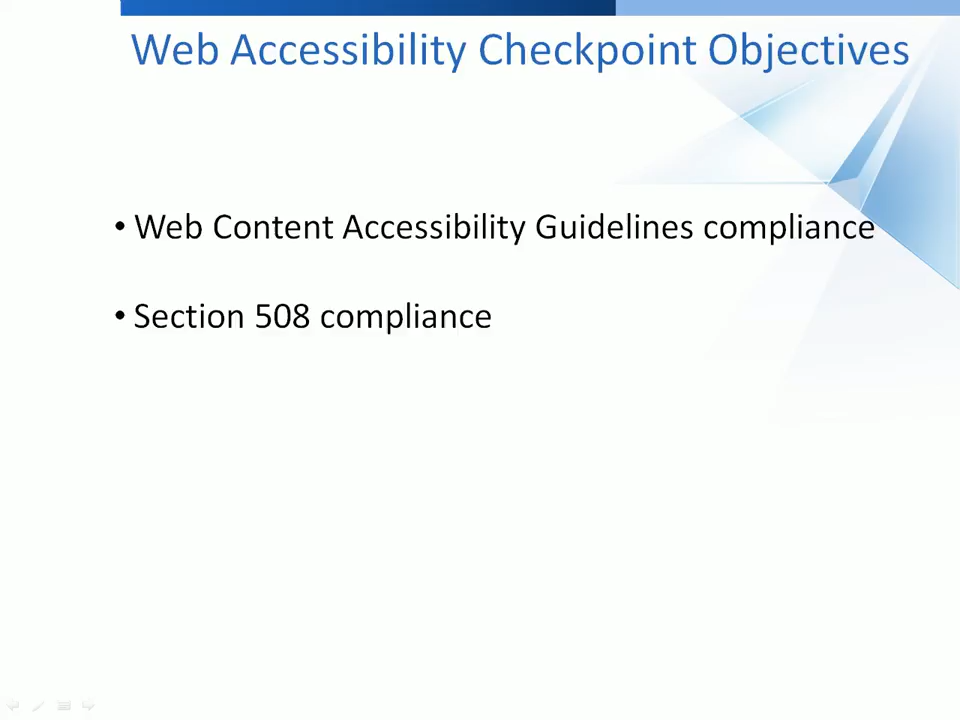 Web Accessibility Checkpoint Objectives
• Web Content Accessibility Guidelines compliance
• Section 508 compliance